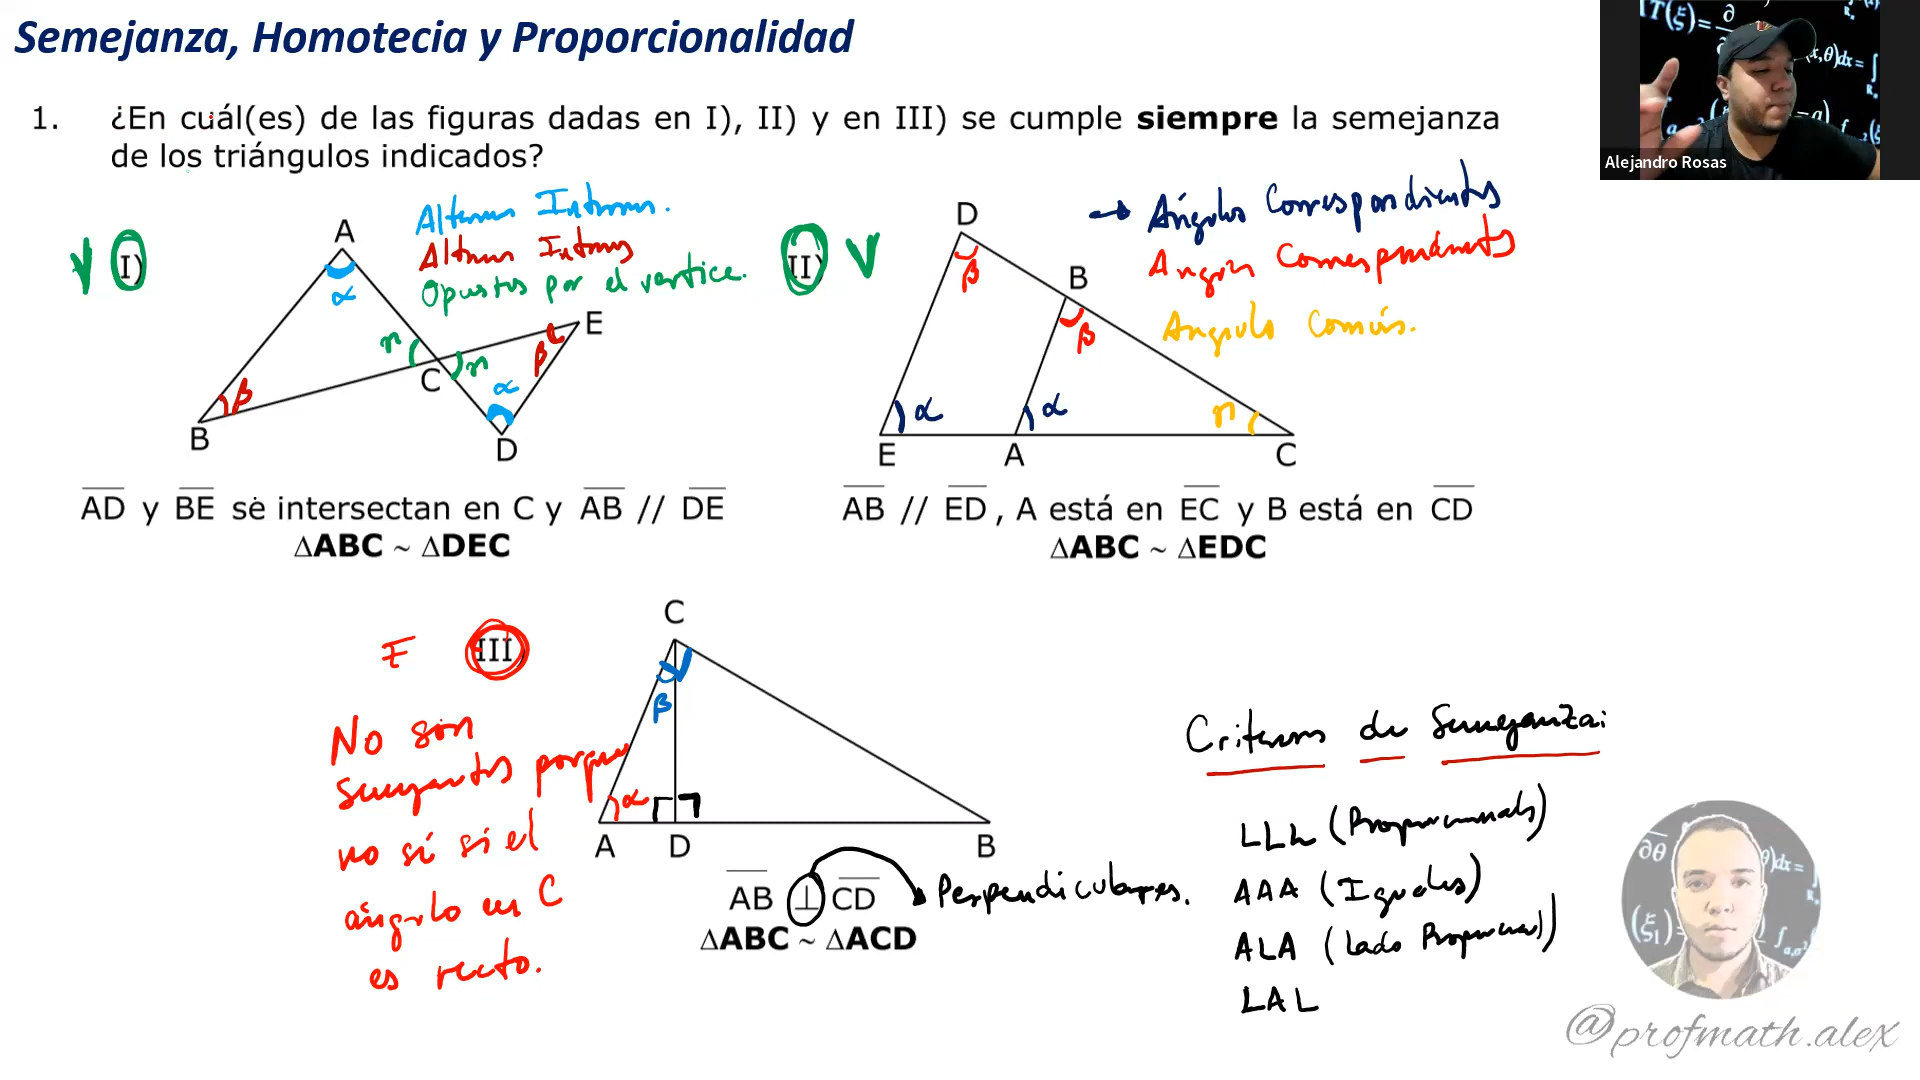 Semejanza, Homotecia y Proporcionalidad
1. ¿En cuál(es) de las figuras dadas en I), II) y en III) se cumple siempre la semejanza
de los triángulos indicados?
Alejandro Rosas
V I)
Alternos Internos.
Alternos Internos
Opuestos por el vertice.
A
α
β
B
C
E
β
α
D
AD y BE se intersectan en C y AB // DE
ΔABC ~ ΔDEC
II) V
→ Ángulos Correspondientes
Angulos Correspondientes
Angulo Común.
D
β
B
β
α
α
E
A
C
AB // ED, A está en EC y B está en CD
ΔABC ~ ΔEDC
F III)
No son
Semejantes porque
no sé si el
ángulo en C
es recto.
C
β
α
A
D
B
AB ⊥ CD
Perpendiculares.
ΔABC ~ ΔACD
Criterios de Semejanza:
LLL (Proporcionales)
AAA (Iguales)
ALA (Lado Proporcional)
LAL
@profmath.alex